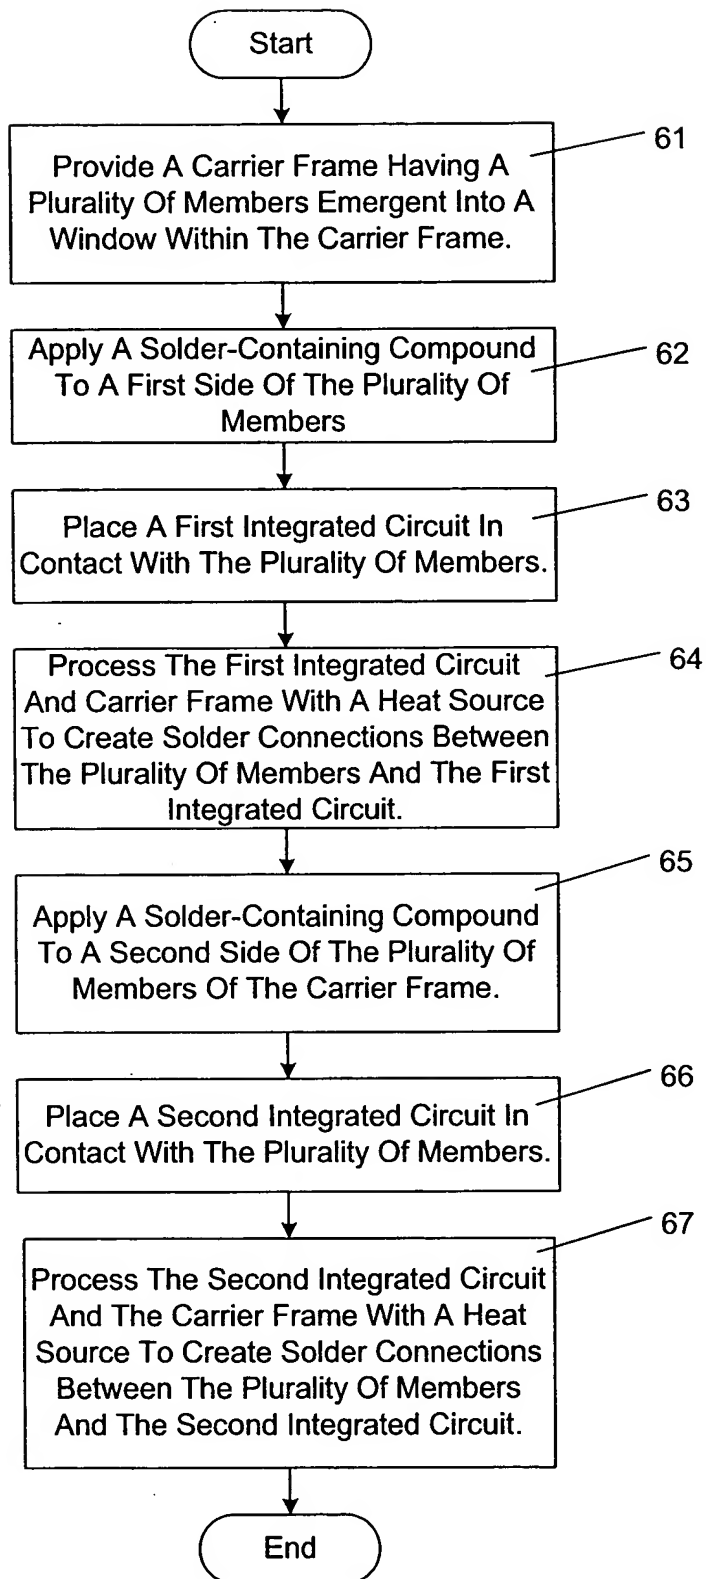 Start
61
Provide A Carrier Frame Having A
Plurality Of Members Emergent Into A
Window Within The Carrier Frame.
62
Apply A Solder-Containing Compound
To A First Side Of The Plurality Of
Members
63
Place A First Integrated Circuit In
Contact With The Plurality Of Members.
64
Process The First Integrated Circuit
And Carrier Frame With A Heat Source
To Create Solder Connections Between
The Plurality Of Members And The First
Integrated Circuit.
65
Apply A Solder-Containing Compound
To A Second Side Of The Plurality Of
Members Of The Carrier Frame.
66
Place A Second Integrated Circuit In
Contact With The Plurality Of Members.
67
Process The Second Integrated Circuit
And The Carrier Frame With A Heat
Source To Create Solder Connections
Between The Plurality Of Members
And The Second Integrated Circuit.
End